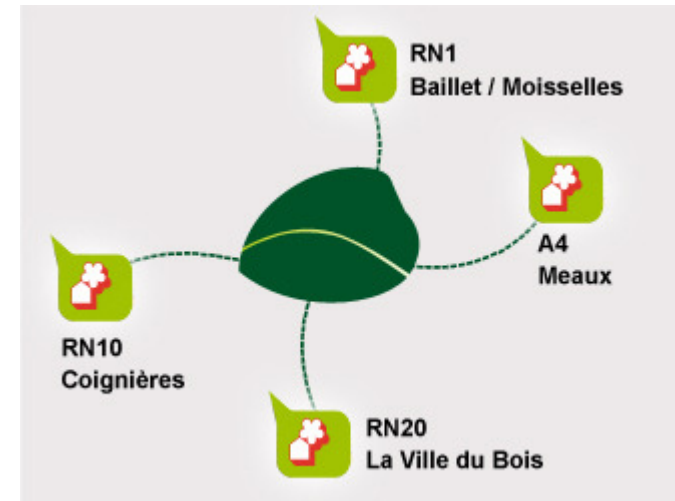 RN1
Baillet / Moisselles
A4
Meaux
RN10
Coignières
RN20
La Ville du Bois